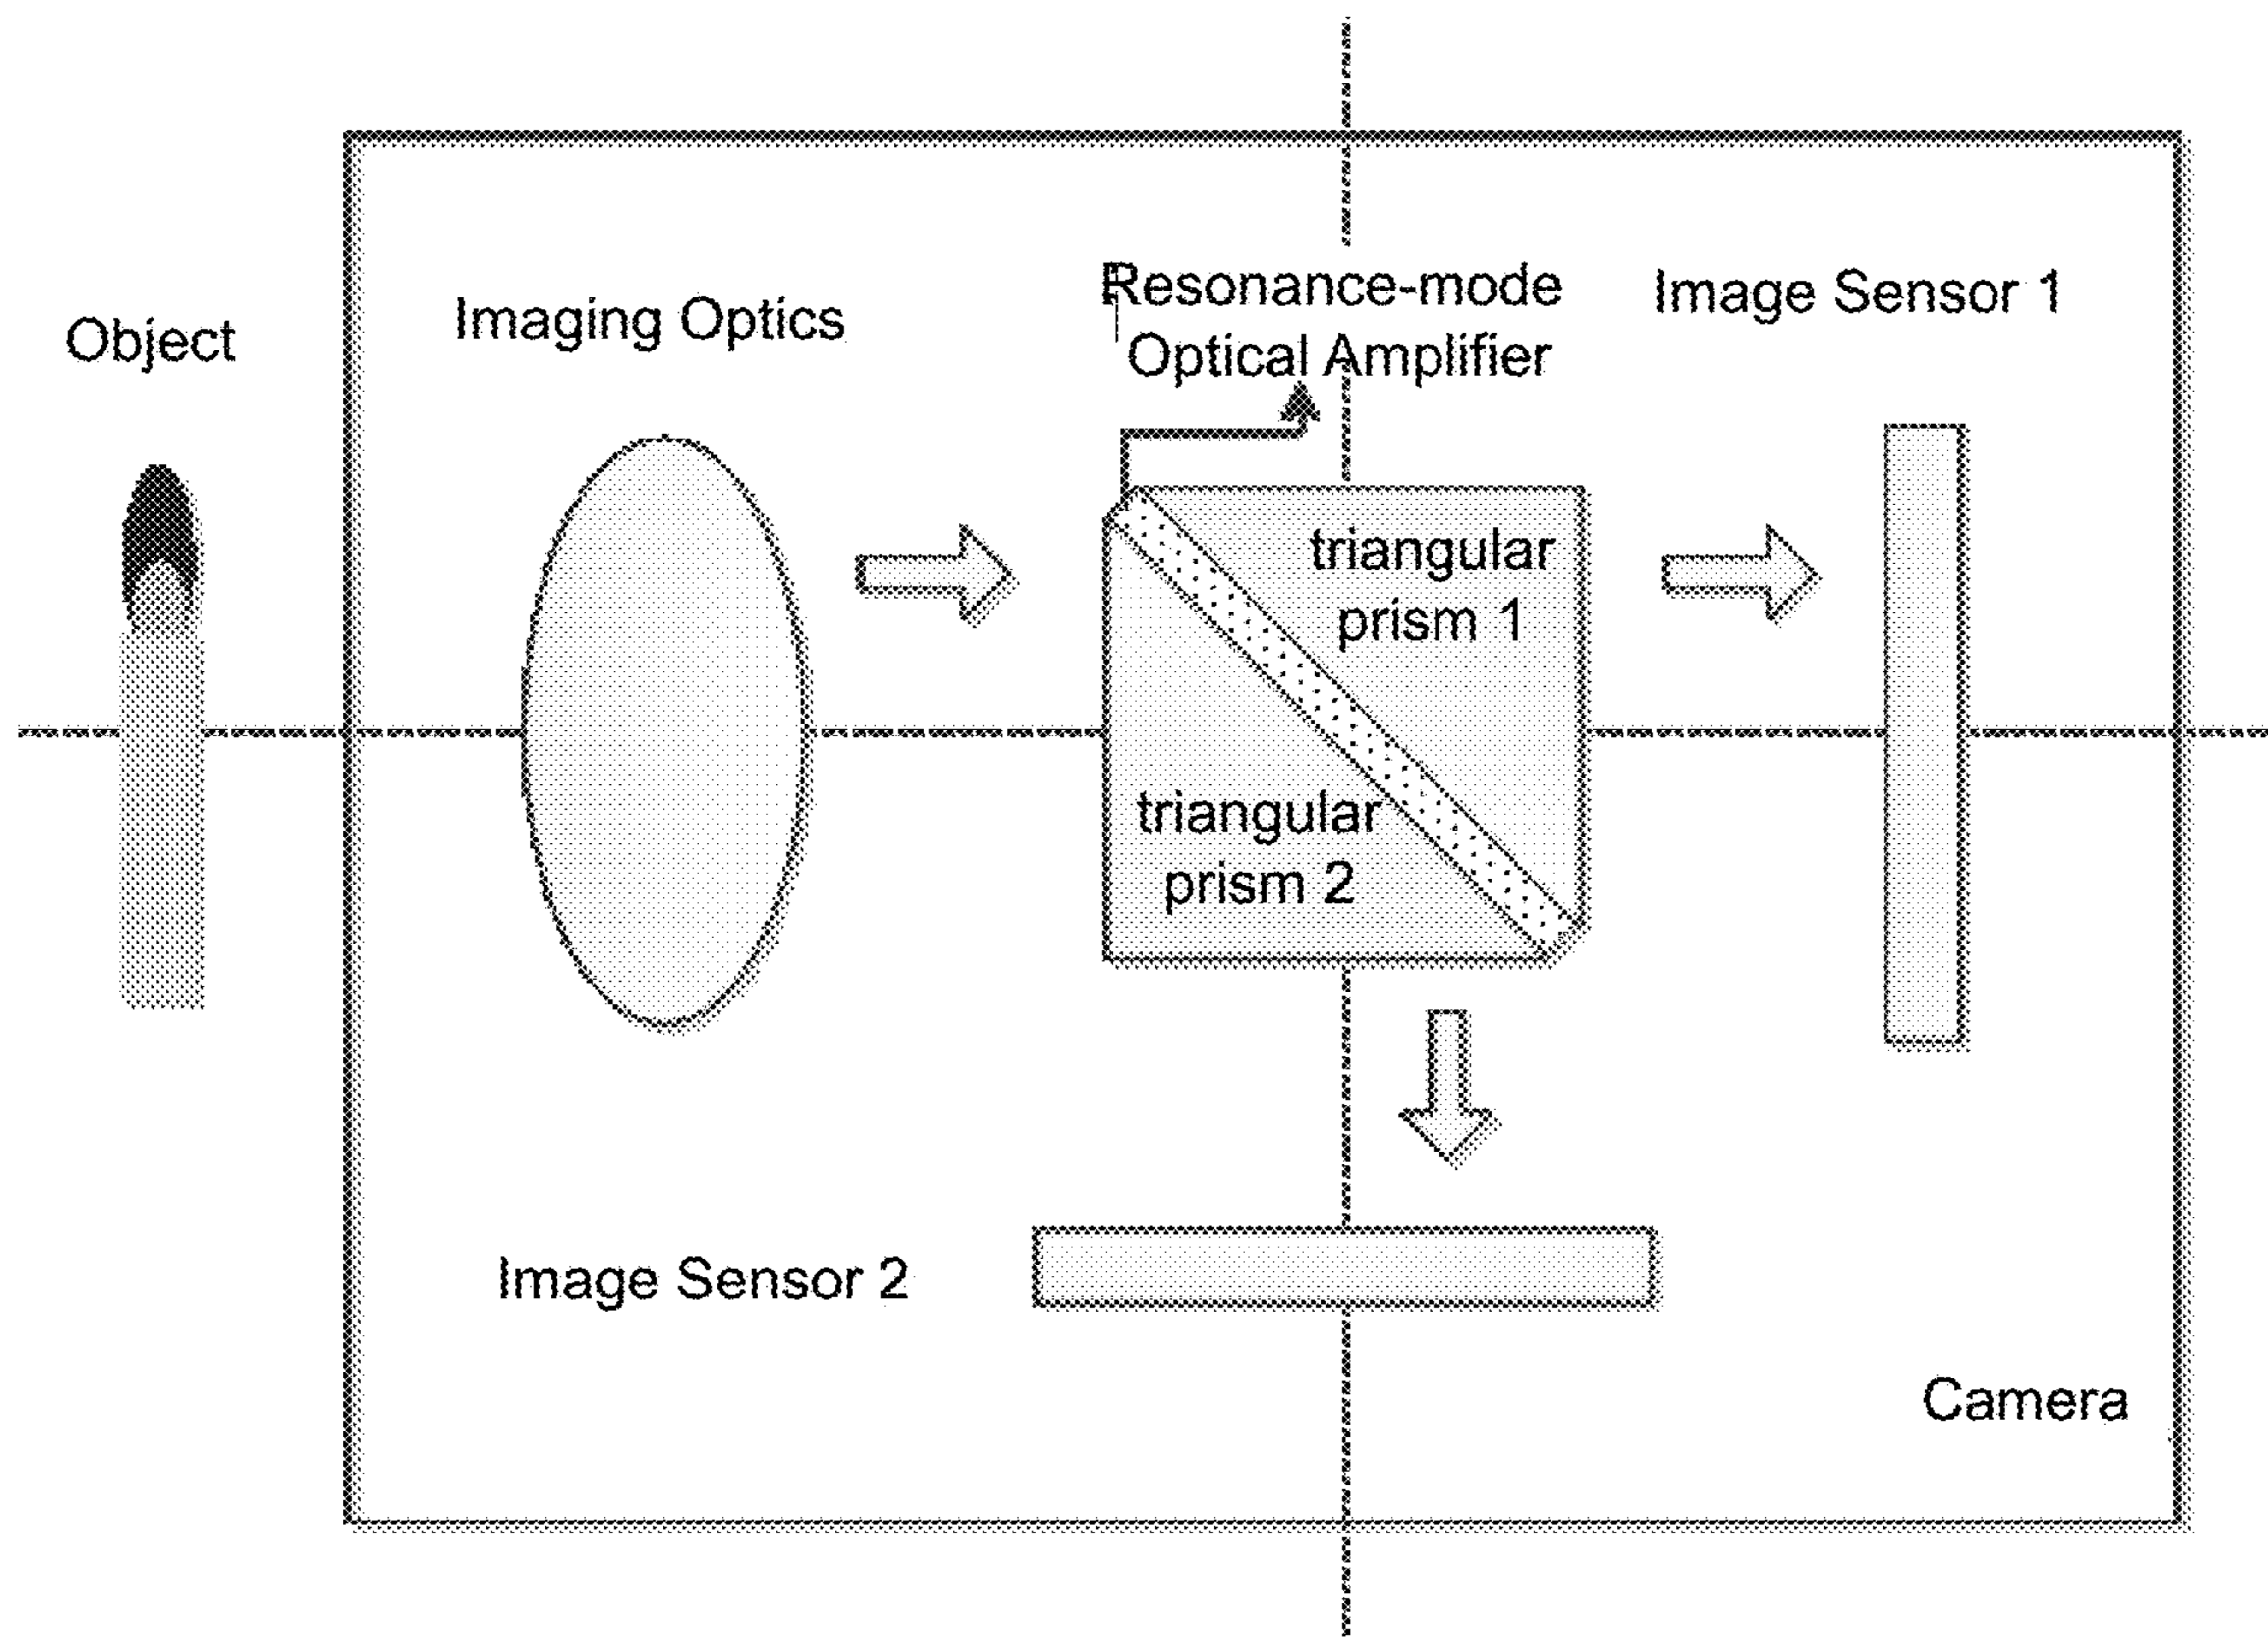 Object
Imaging Optics
Resonance-mode
Optical Amplifier
Image Sensor 1
triangular
prism 1
triangular
prism 2
Image Sensor 2
Camera